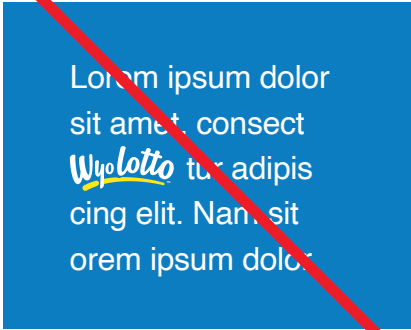 Lorem ipsum dolor
sit amet, consect
WyoLotto tur adipis
cing elit. Nam sit
orem ipsum dolor